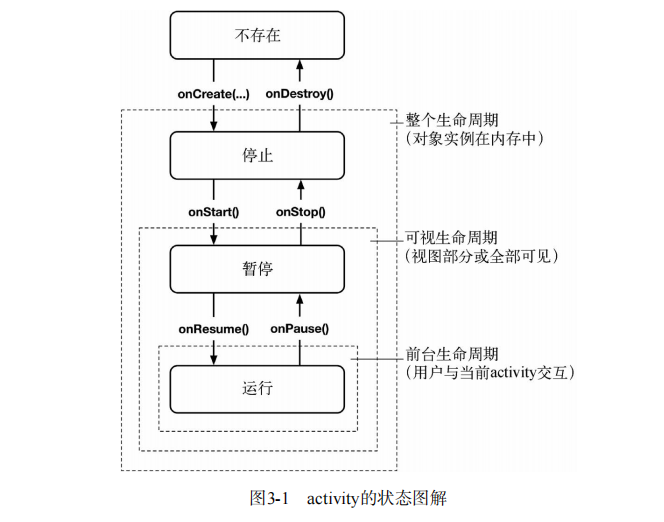 不存在
onCreate(...) onDestroy()
整个生命周期
（对象实例在内存中）
停止
onStart() onStop()
可视生命周期
（视图部分或全部可见）
暂停
onResume() onPause()
前台生命周期
（用户与当前activity交互）
运行
图3-1 activity的状态图解